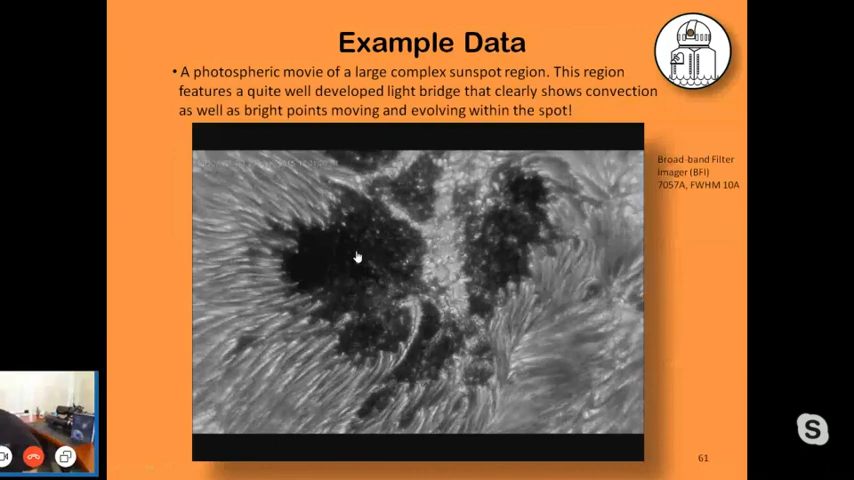 Example Data
• A photospheric movie of a large complex sunspot region. This region
features a quite well developed light bridge that clearly shows convection
as well as bright points moving and evolving within the spot!
Broad-band Filter
Imager (BFI)
7057A, FWHM 10A
61
S